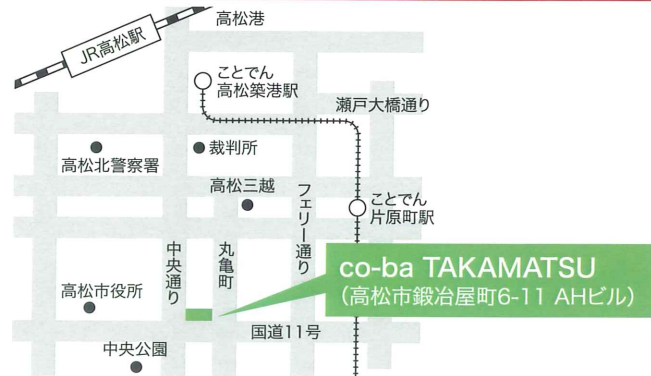 高松港
JR高松駅
ことでん
高松築港駅
瀬戸大橋通り
裁判所
高松北警察署
高松三越
フェリー通り
ことでん
片原町駅
中央通り
丸亀町
co-ba TAKAMATSU
(高松市鍛冶屋町6-11 AHビル)
高松市役所
国道11号
中央公園